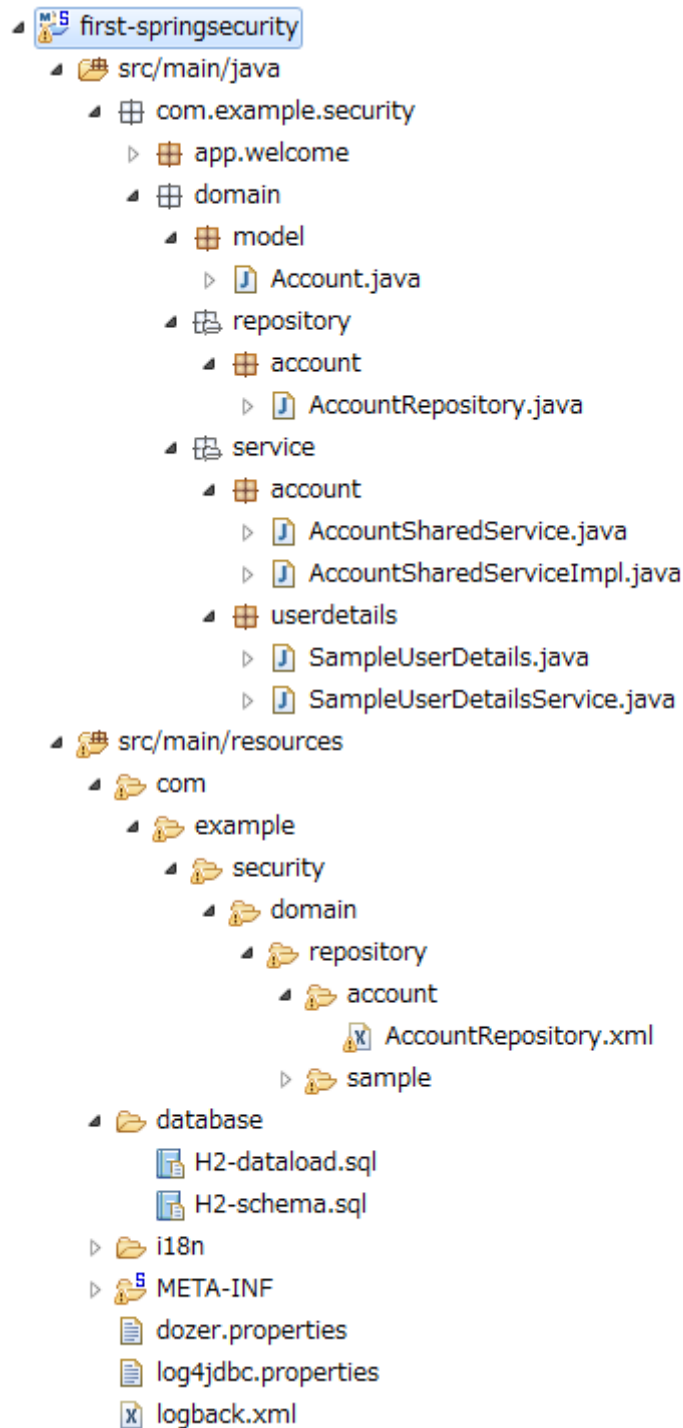 first-springsecurity
src/main/java
com.example.security
app.welcome
domain
model
Account.java
repository
account
AccountRepository.java
service
account
AccountSharedService.java
AccountSharedServiceImpl.java
userdetails
SampleUserDetails.java
SampleUserDetailsService.java
src/main/resources
com
example
security
domain
repository
account
AccountRepository.xml
sample
database
H2-dataload.sql
H2-schema.sql
i18n
META-INF
dozer.properties
log4jdbc.properties
logback.xml